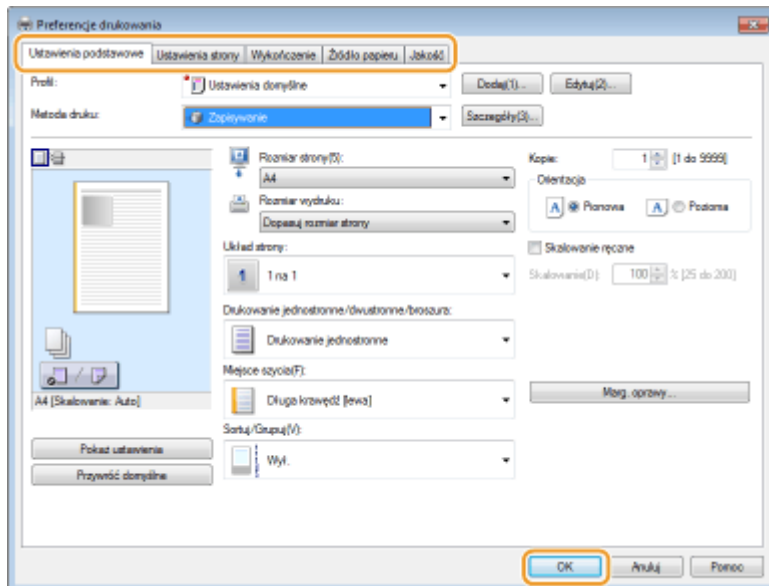 Preferencje drukowania
Ustawienia podstawowe Ustawienia strony Wykończenie Źródło papieru Jakość
Profil: Ustawienia domyślne Dodaj(1)... Edytuj(2)...
Metoda druku: Zapisywanie Szczegóły(3)...
Rozmiar strony(5): Kopie: 1 [1 do 9999]
A4 Orientacja
Rozmiar wydruku: A Pionowa A Pozioma
Dopasuj rozmiar strony
Układ strony: Skalowanie ręczne
1 1 na 1 Skalowanie(D): 100 % [25 do 200]
Drukowanie jednostronne/dwustronne/broszura:
Drukowanie jednostronne
Miejsce szycia(F):
A4 [Skalowanie: Auto] Długa krawędź [lewa] Marg. oprawy...
Sortuj/Grupuj(V):
Pokaż ustawienia Wył.
Przywróć domyślne
OK Anuluj Pomoc